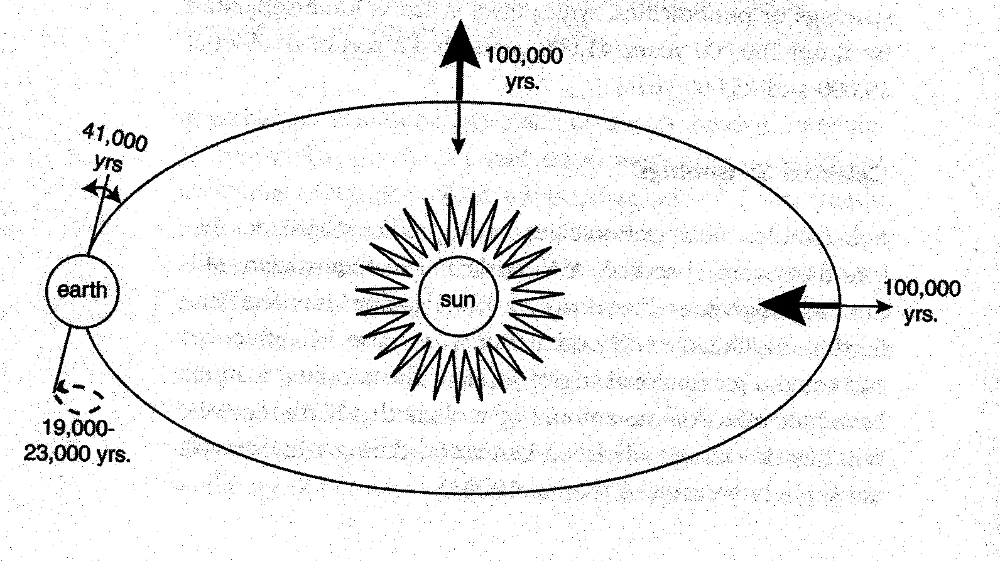 100,000
yrs.
41,000
yrs
earth
sun
100,000
yrs.
19,000-
23,000 yrs.